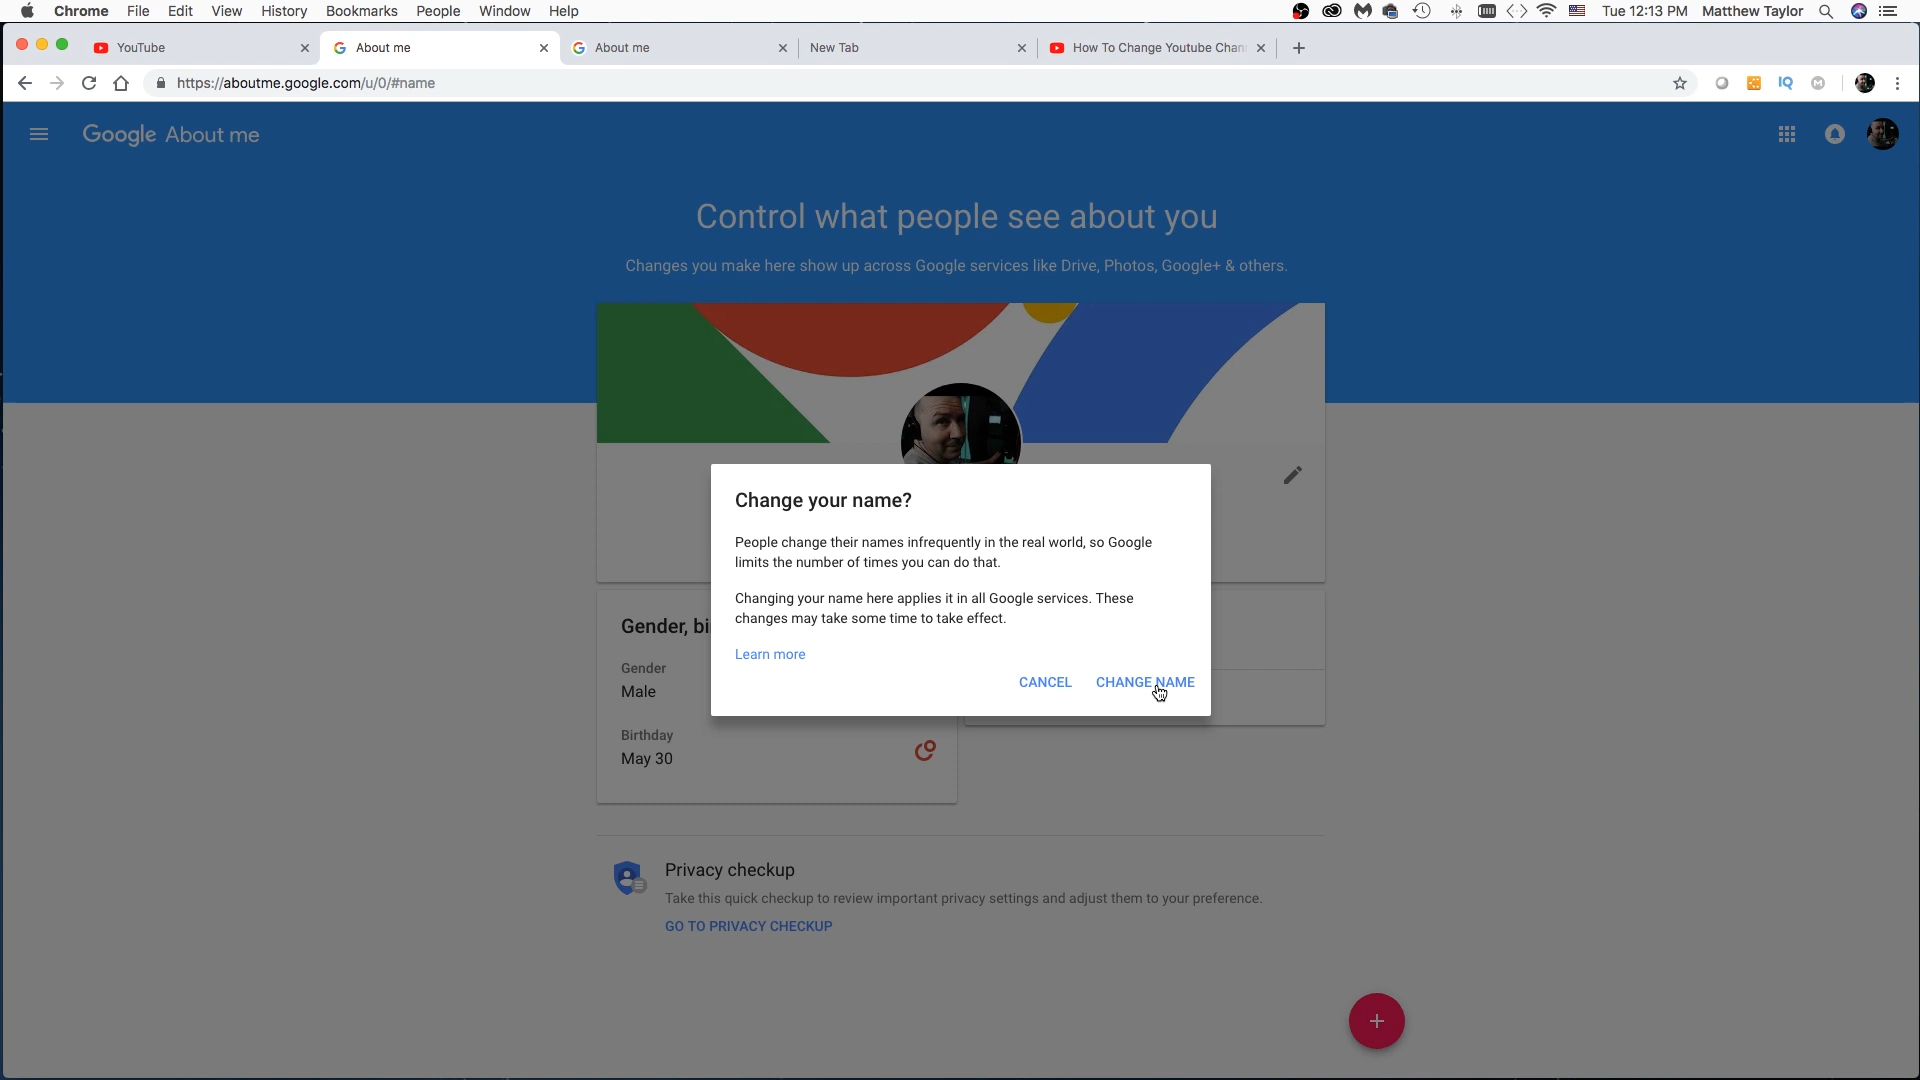 Chrome File Edit View History Bookmarks People Window Help Tue 12:13 PM Matthew Taylor
YouTube About me About me New Tab How To Change Youtube Chan
https://aboutme.google.com/u/0/#name IQ
Google About me
Control what people see about you
Changes you make here show up across Google services like Drive, Photos, Google+ & others.
Change your name?
People change their names infrequently in the real world, so Google
limits the number of times you can do that.
Changing your name here applies it in all Google services. These
changes may take some time to take effect.
Learn more
CANCEL CHANGE NAME
Gender, bi
Gender
Male
Birthday
May 30
Privacy checkup
Take this quick checkup to review important privacy settings and adjust them to your preference.
GO TO PRIVACY CHECKUP